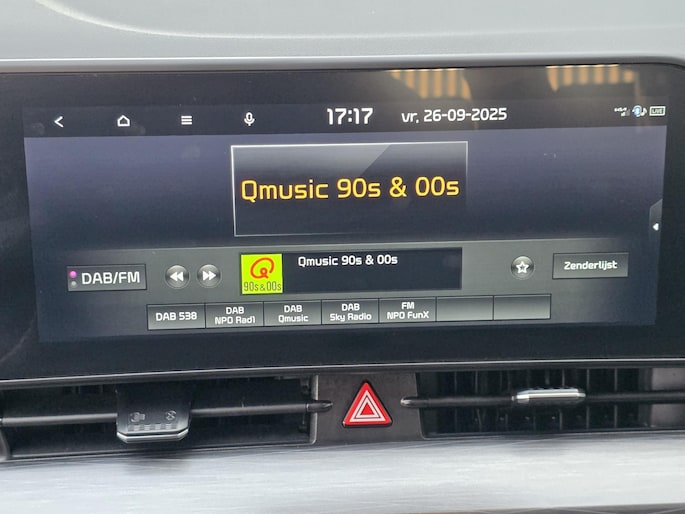 17:17 vr, 26-09-2025
LIVE
Qmusic 90s & 00s
DAB/FM
90s&00s
Qmusic 90s & 00s
Zenderlijst
DAB 538
DAB
NPO Rad1
DAB
Qmusic
DAB
Sky Radio
FM
NPO FunX